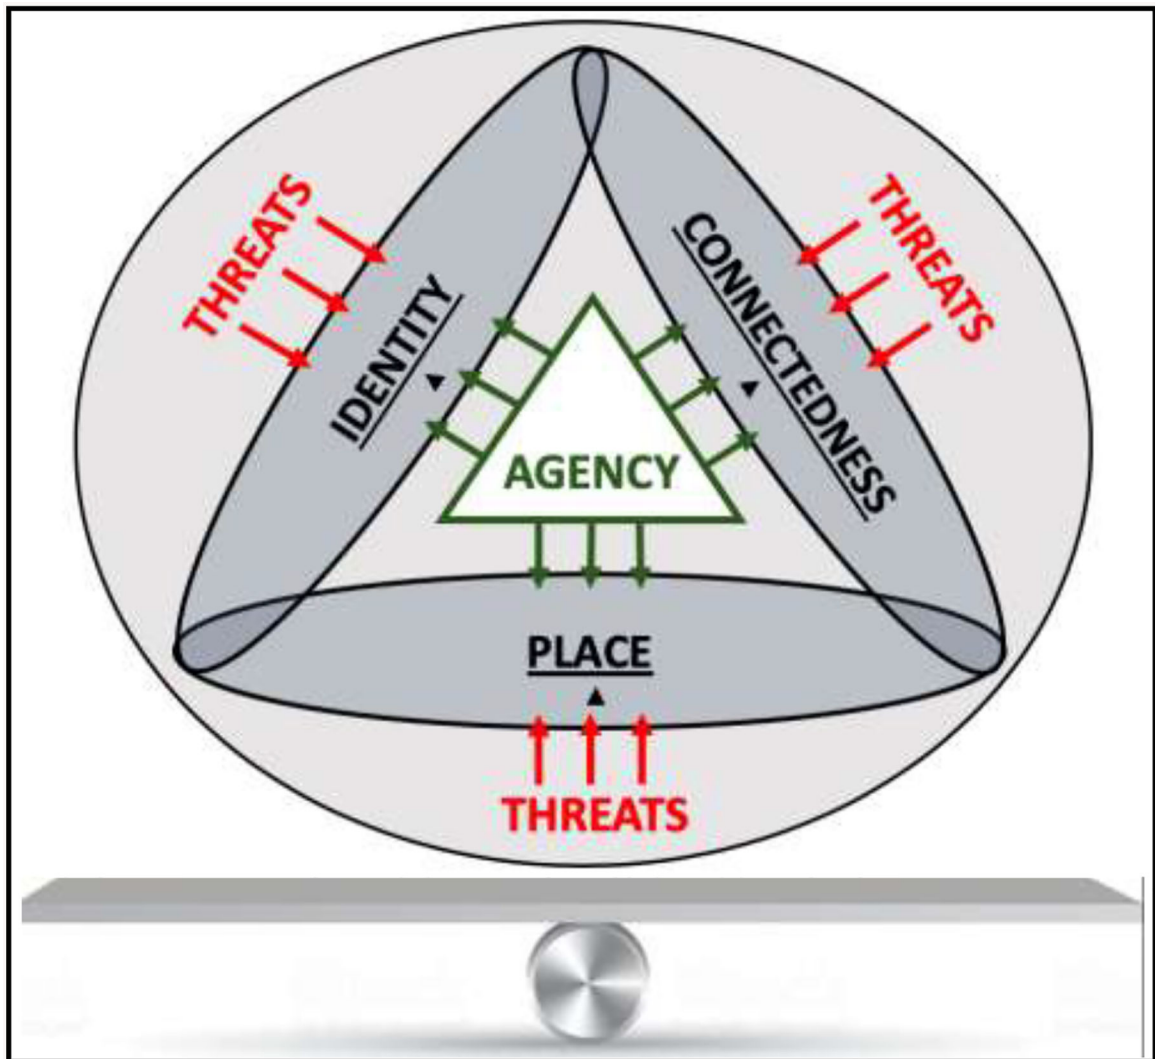 THREATS
THREATS
IDENTITY
CONNECTEDNESS
AGENCY
PLACE
THREATS